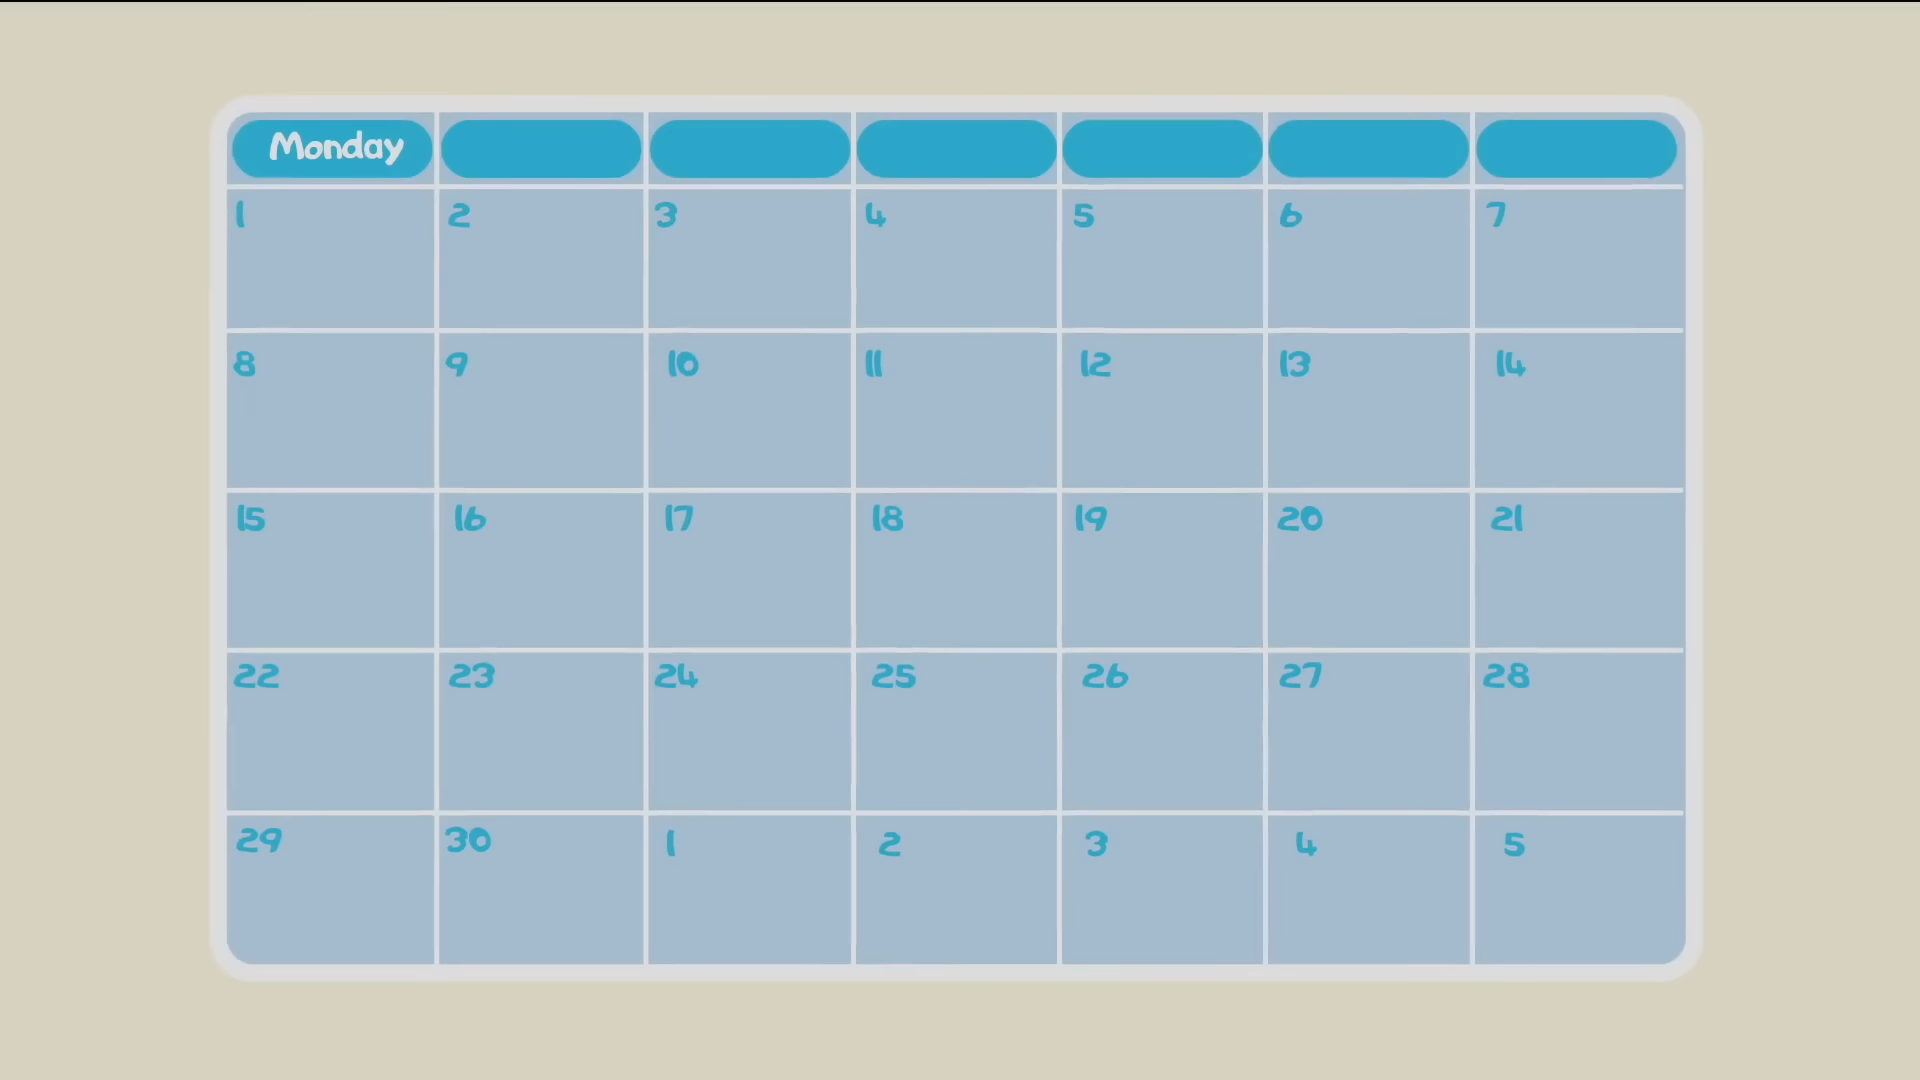 Monday
1 2 3 4 5 6 7
8 9 10 11 12 13 14
15 16 17 18 19 20 21
22 23 24 25 26 27 28
29 30 1 2 3 4 5